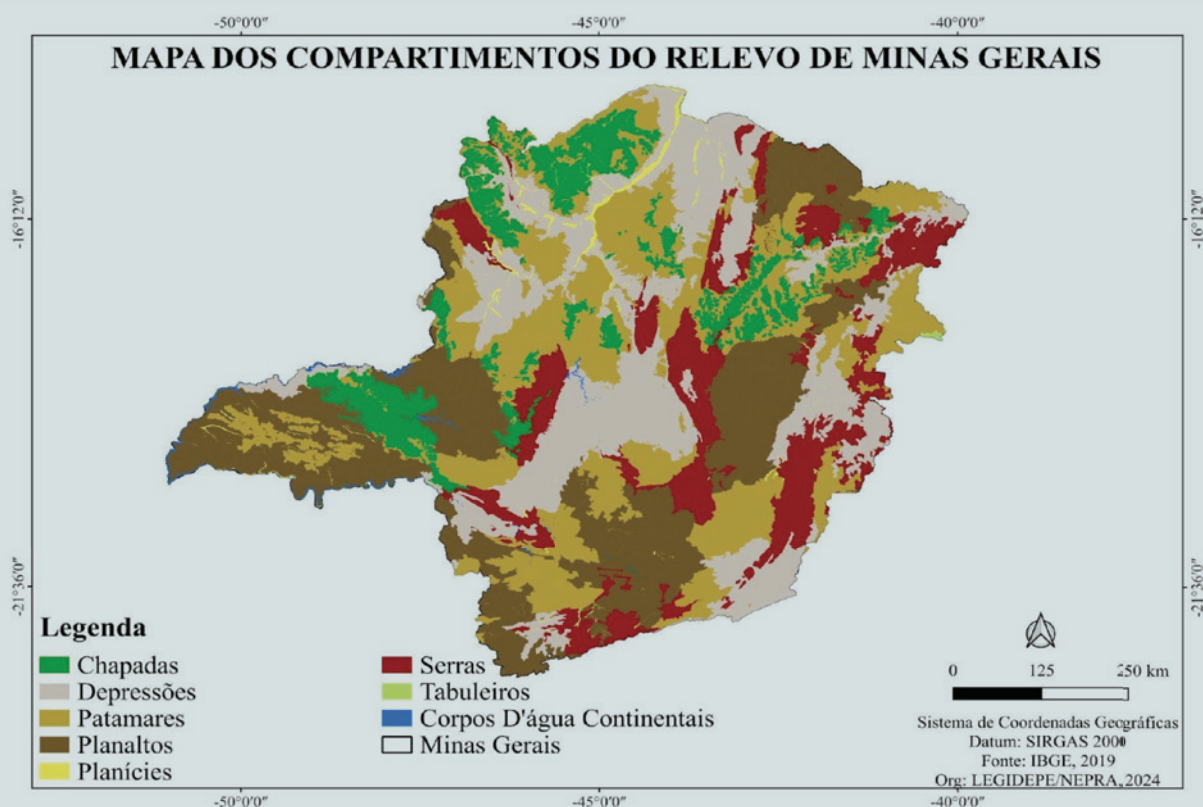 -50°0'0"
-45°0'0"
-40°0'0"
MAPA DOS COMPARTIMENTOS DO RELEVO DE MINAS GERAIS
-16°12'0"
-16°12'0"
-21°36'0"
-21°36'0"
Legenda
Chapadas
Depressões
Patamares
Planaltos
Planícies
Serras
Tabuleiros
Corpos D'água Continentais
Minas Gerais
0 125 250 km
Sistema de Coordenadas Geográficas
Datum: SIRGAS 2000
Fonte: IBGE, 2019
Org: LEGIDEPE/NEPRA,2024
-50°0'0"
-45°0'0"
-40°0'0"